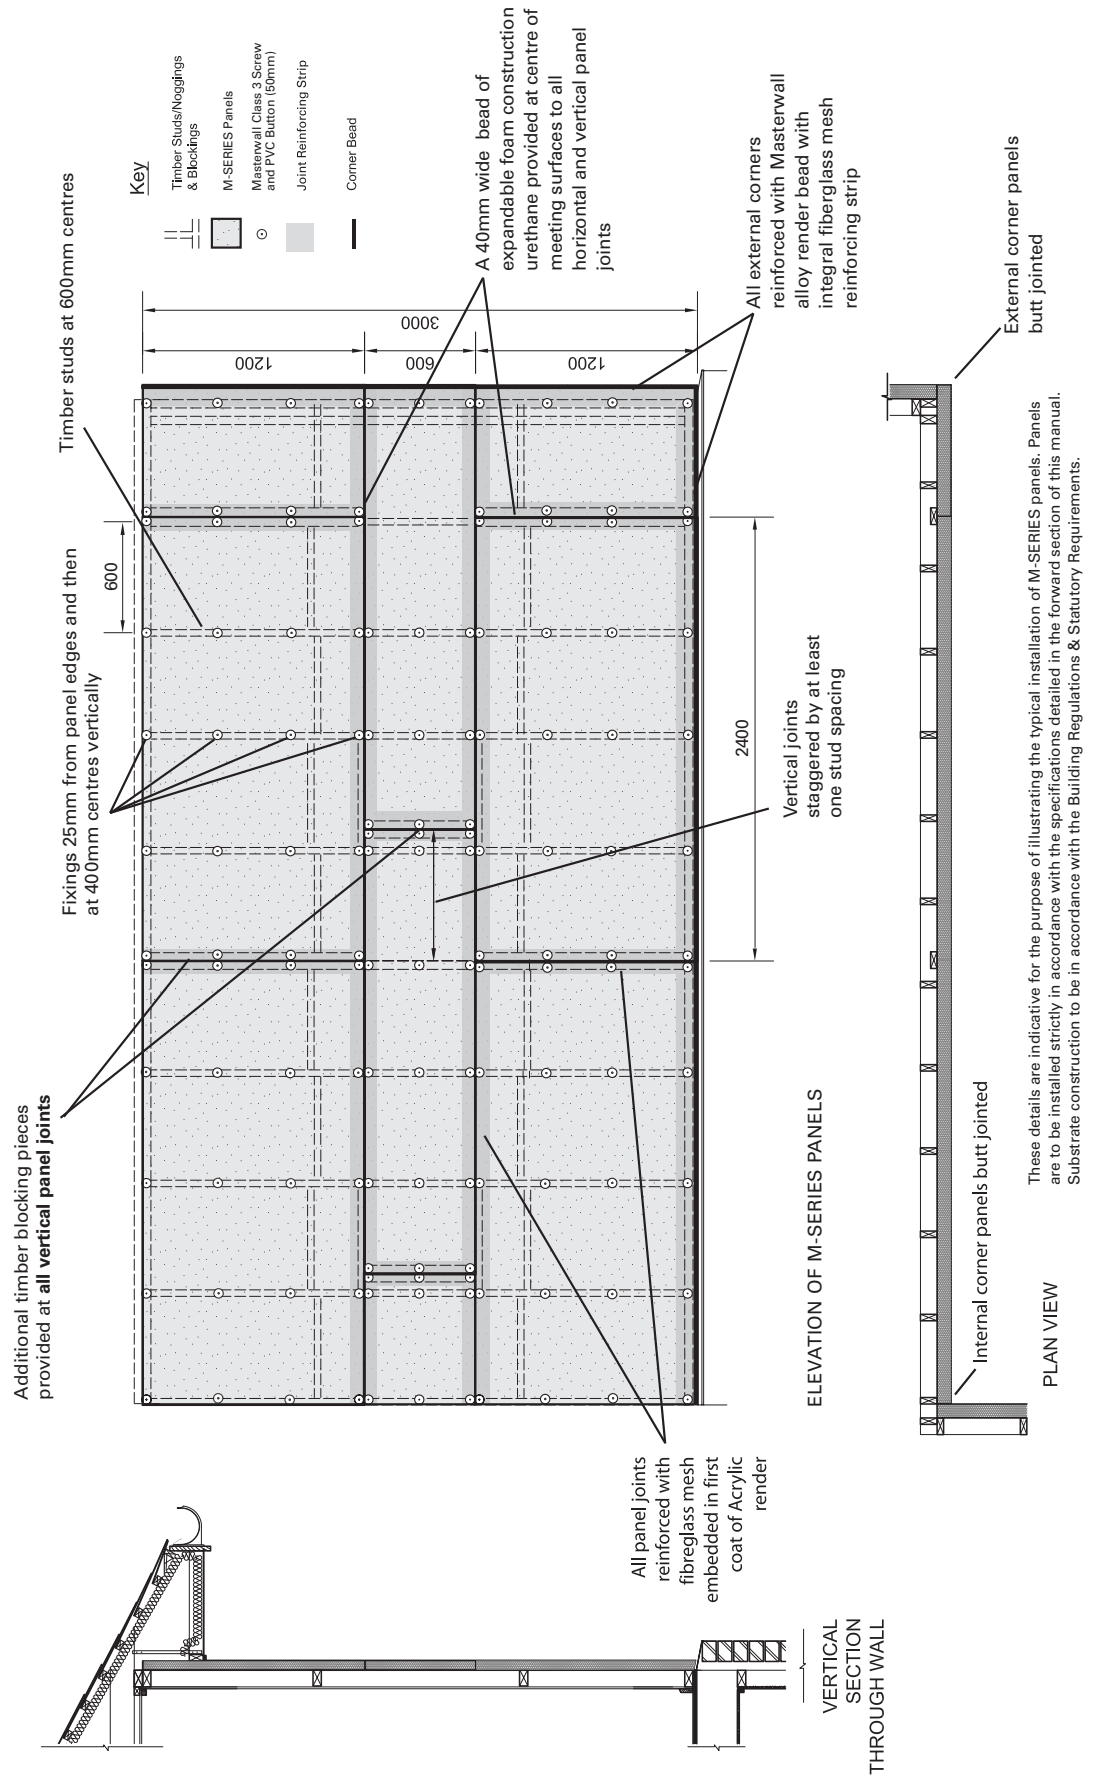 Additional timber blocking pieces
provided at all vertical panel joints
Fixings 25mm from panel edges and then
at 400mm centres vertically
Timber studs at 600mm centres
600
Key
Timber Studs/Noggings
& Blockings
M-SERIES Panels
Masterwall Class 3 Screw
and PVC Button (50mm)
Joint Reinforcing Strip
Corner Bead
1200
600
1200
3000
A 40mm wide bead of
expandable foam construction
urethane provided at centre of
meeting surfaces to all
horizontal and vertical panel
joints
All external corners
reinforced with Masterwall
alloy render bead with
integral fiberglass mesh
reinforcing strip
2400
Vertical joints
staggered by at least
one stud spacing
All panel joints
reinforced with
fibreglass mesh
embedded in first
coat of Acrylic
render
ELEVATION OF M-SERIES PANELS
VERTICAL
SECTION
THROUGH WALL
External corner panels
butt jointed
Internal corner panels butt jointed
PLAN VIEW
These details are indicative for the purpose of illustrating the typical installation of M-SERIES panels. Panels
are to be installed strictly in accordance with the specifications detailed in the forward section of this manual.
Substrate construction to be in accordance with the Building Regulations & Statutory Requirements.